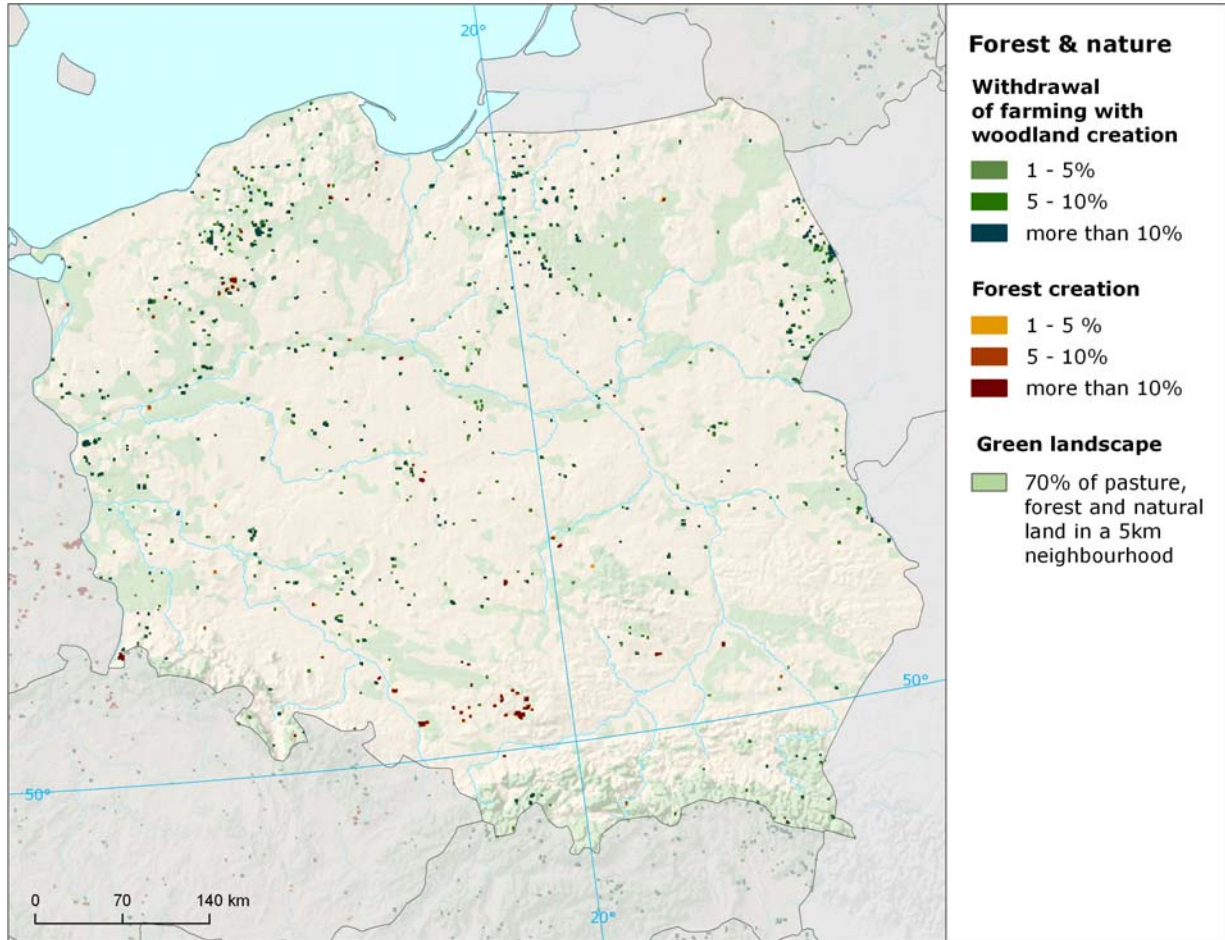 20°
50°
50°
20°
0 70 140 km
Forest & nature
Withdrawal
of farming with
woodland creation
1 - 5%
5 - 10%
more than 10%
Forest creation
1 - 5 %
5 - 10%
more than 10%
Green landscape
70% of pasture,
forest and natural
land in a 5km
neighbourhood